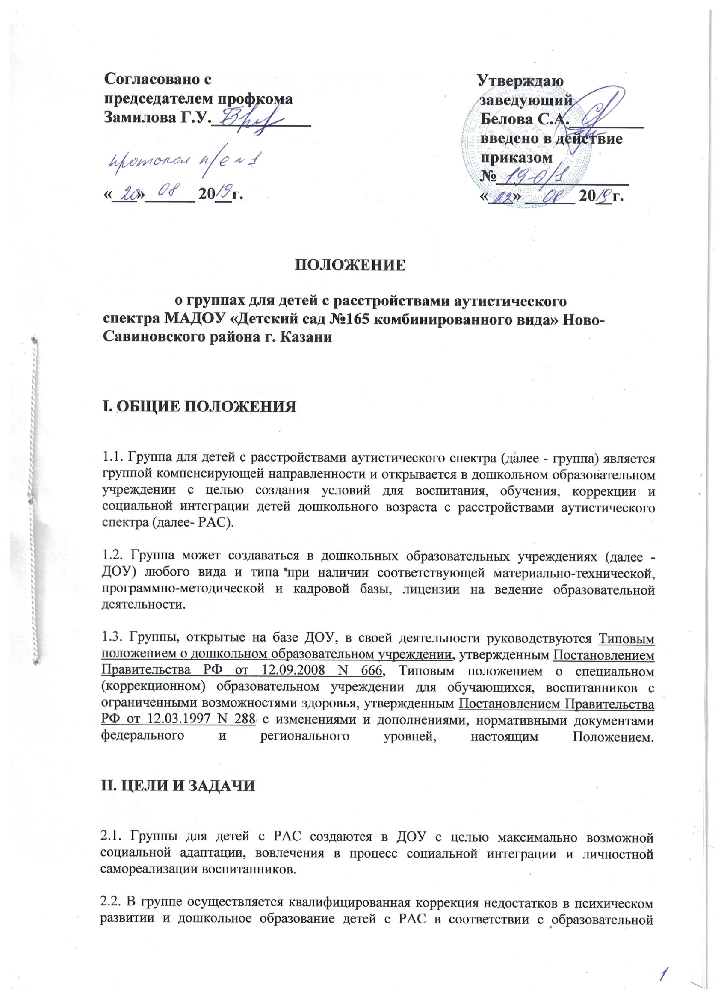 Согласовано с
председателем профкома
Замилова Г.У.
протокол п/с № 1
«20» 08 2019г.
Утверждаю
заведующий
Белова С.А.
введено в действие
приказом
№ 19-0/1
«22» 08 2019г.
ПОЛОЖЕНИЕ
о группах для детей с расстройствами аутистического
спектра МАДОУ «Детский сад №165 комбинированного вида» Ново-
Савиновского района г. Казани
I. ОБЩИЕ ПОЛОЖЕНИЯ
1.1. Группа для детей с расстройствами аутистического спектра (далее - группа) является
группой компенсирующей направленности и открывается в дошкольном образовательном
учреждении с целью создания условий для воспитания, обучения, коррекции и
социальной интеграции детей дошкольного возраста с расстройствами аутистического
спектра (далее- РАС).
1.2. Группа может создаваться в дошкольных образовательных учреждениях (далее -
ДОУ) любого вида и типа при наличии соответствующей материально-технической,
программно-методической и кадровой базы, лицензии на ведение образовательной
деятельности.
1.3. Группы, открытые на базе ДОУ, в своей деятельности руководствуются Типовым
положением о дошкольном образовательном учреждении, утвержденным Постановлением
Правительства РФ от 12.09.2008 N 666, Типовым положением о специальном
(коррекционном) образовательном учреждении для обучающихся, воспитанников с
ограниченными возможностями здоровья, утвержденным Постановлением Правительства
РФ от 12.03.1997 N 288 с изменениями и дополнениями, нормативными документами
федерального и регионального уровней, настоящим Положением.
II. ЦЕЛИ И ЗАДАЧИ
2.1. Группы для детей с РАС создаются в ДОУ с целью максимально возможной
социальной адаптации, вовлечения в процесс социальной интеграции и личностной
самореализации воспитанников.
2.2. В группе осуществляется квалифицированная коррекция недостатков в психическом
развитии и дошкольное образование детей с РАС в соответствии с образовательной
1